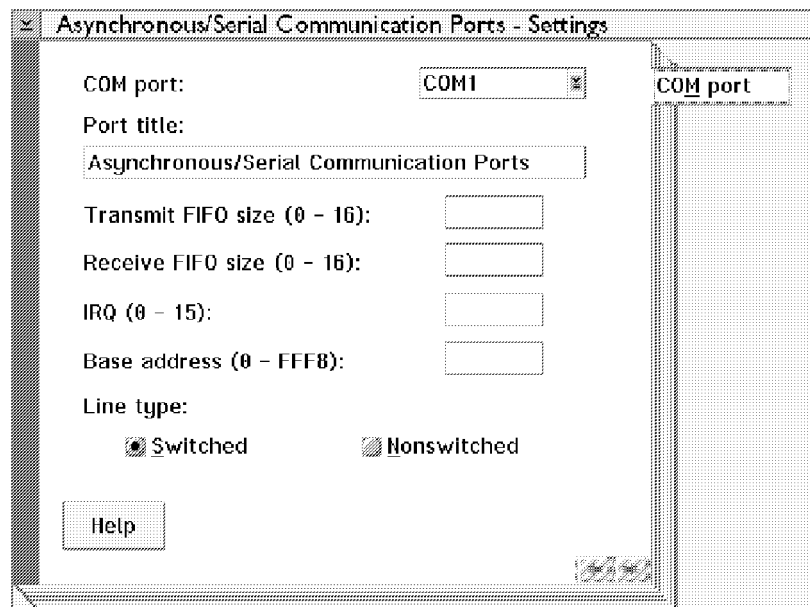 Asynchronous/Serial Communication Ports - Settings
COM port: COM1
COM port
Port title:
Asynchronous/Serial Communication Ports
Transmit FIFO size (0 - 16):
Receive FIFO size (0 - 16):
IRQ (0 - 15):
Base address (0 - FFF8):
Line type:
Switched Nonswitched
Help